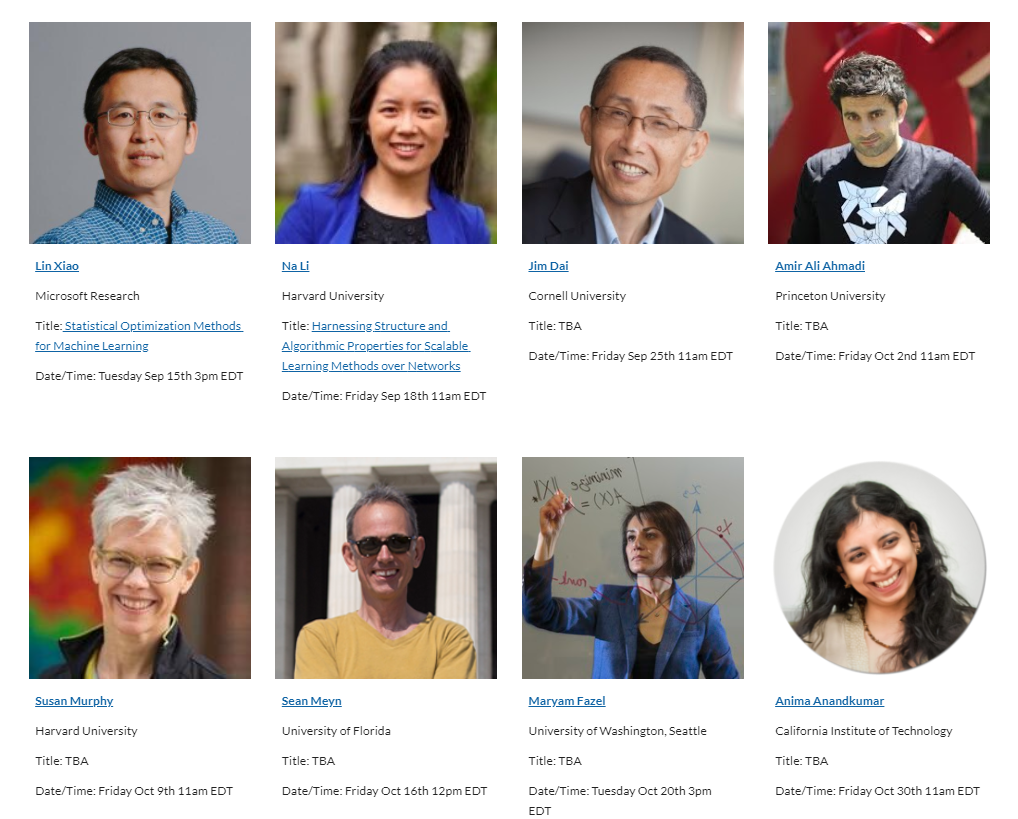 Lin Xiao
Microsoft Research
Title: Statistical Optimization Methods
for Machine Learning
Date/Time: Tuesday Sep 15th 3pm EDT
Na Li
Harvard University
Title: Harnessing Structure and
Algorithmic Properties for Scalable
Learning Methods over Networks
Date/Time: Friday Sep 18th 11am EDT
Jim Dai
Cornell University
Title: TBA
Date/Time: Friday Sep 25th 11am EDT
Amir Ali Ahmadi
Princeton University
Title: TBA
Date/Time: Friday Oct 2nd 11am EDT
minimize
Susan Murphy
Harvard University
Title: TBA
Date/Time: Friday Oct 9th 11am EDT
Sean Meyn
University of Florida
Title: TBA
Date/Time: Friday Oct 16th 12pm EDT
Maryam Fazel
University of Washington, Seattle
Title: TBA
Date/Time: Tuesday Oct 20th 3pm
EDT
Anima Anandkumar
California Institute of Technology
Title: TBA
Date/Time: Friday Oct 30th 11am EDT